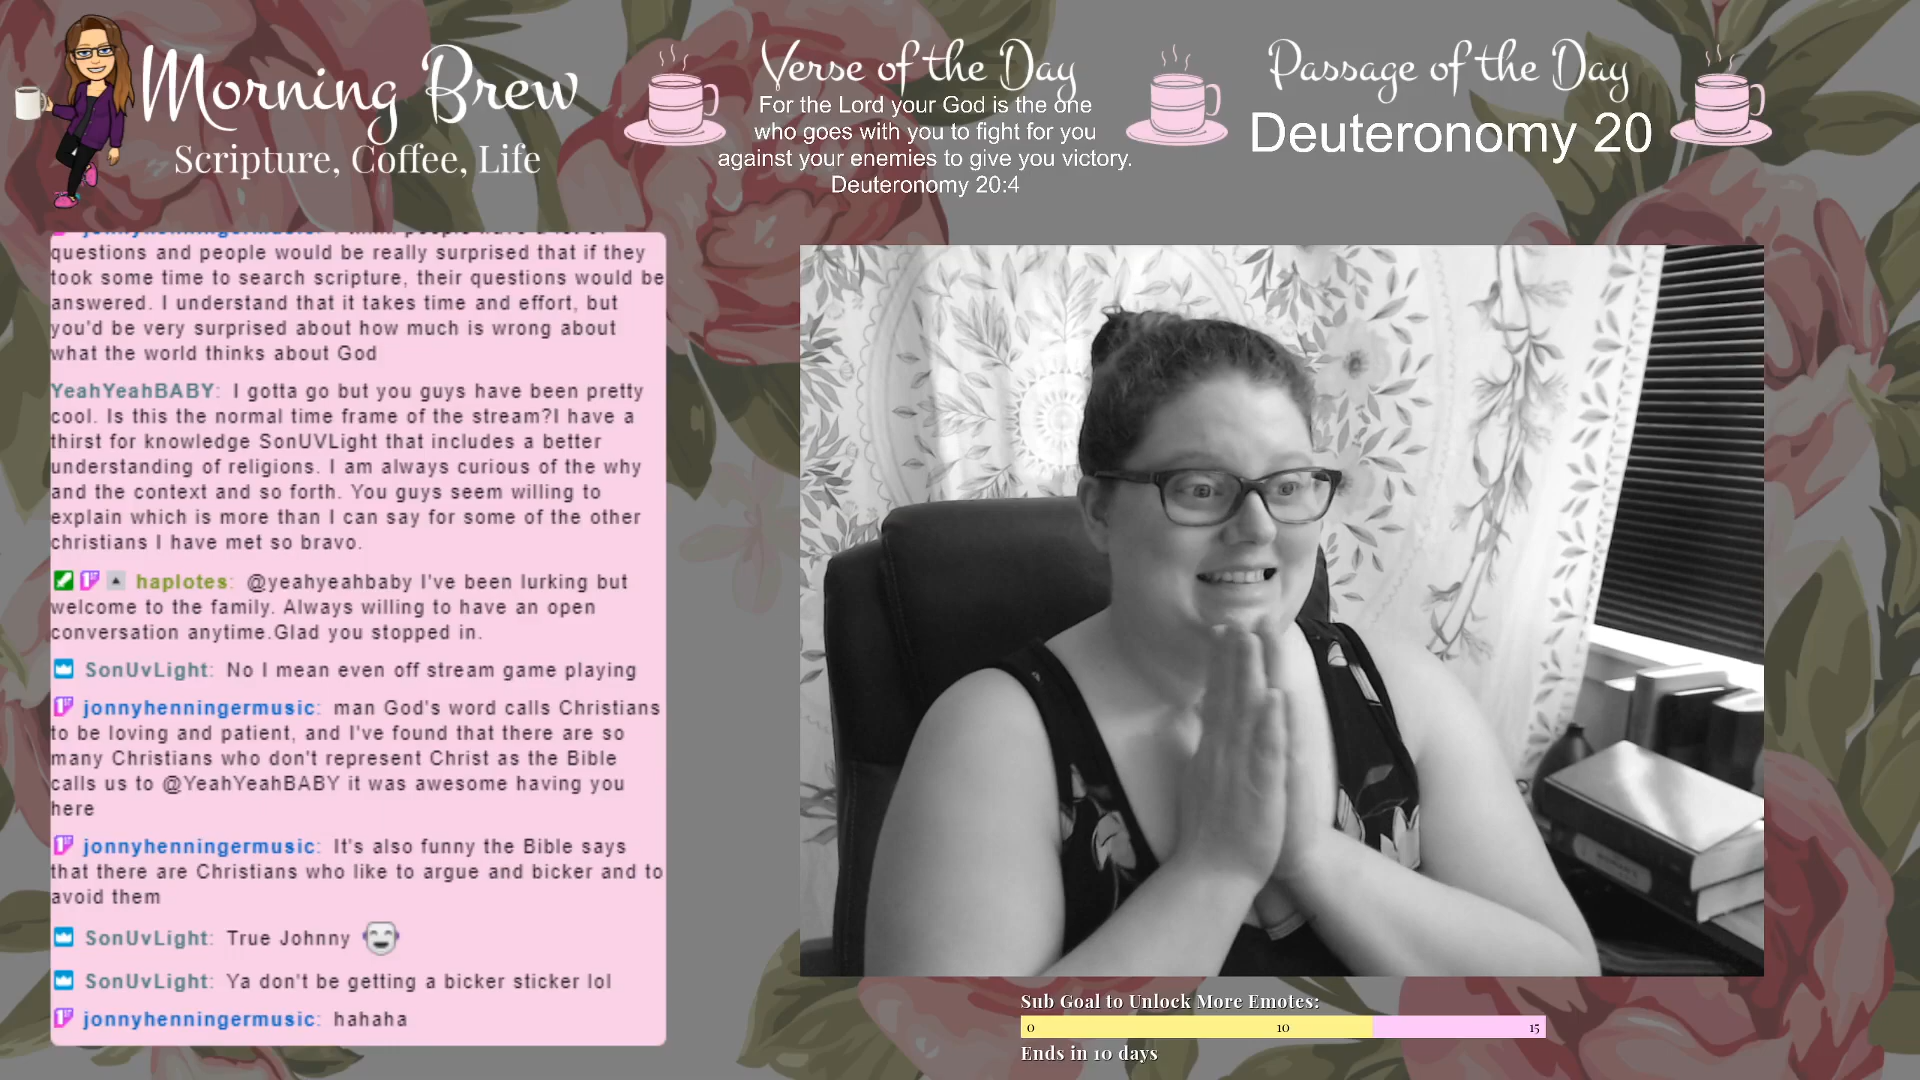 Morning Brew
Scripture, Coffee, Life
Verse of the Day
For the Lord your God is the one
who goes with you to fight for you
against your enemies to give you victory.
Deuteronomy 20:4
Passage of the Day
Deuteronomy 20
questions and people would be really surprised that if they
took some time to search scripture, their questions would be
answered. I understand that it takes time and effort, but
you'd be very surprised about how much is wrong about
what the world thinks about God
YeahYeahBABY: I gotta go but you guys have been pretty
cool. Is this the normal time frame of the stream?I have a
thirst for knowledge SonUVLight that includes a better
understanding of religions. I am always curious of the why
and the context and so forth. You guys seem willing to
explain which is more than I can say for some of the other
christians I have met so bravo.
haplotes: @yeahyeahbaby I've been lurking but
welcome to the family. Always willing to have an open
conversation anytime.Glad you stopped in.
SonUvLight: No I mean even off stream game playing
jonnyhenningermusic: man God's word calls Christians
to be loving and patient, and I've found that there are so
many Christians who don't represent Christ as the Bible
calls us to @YeahYeahBABY it was awesome having you
here
jonnyhenningermusic: It's also funny the Bible says
that there are Christians who like to argue and bicker and to
avoid them
SonUvLight: True Johnny
SonUvLight: Ya don't be getting a bicker sticker lol
jonnyhenningermusic: hahaha
Sub Goal to Unlock More Emotes:
0 10 15
Ends in 10 days